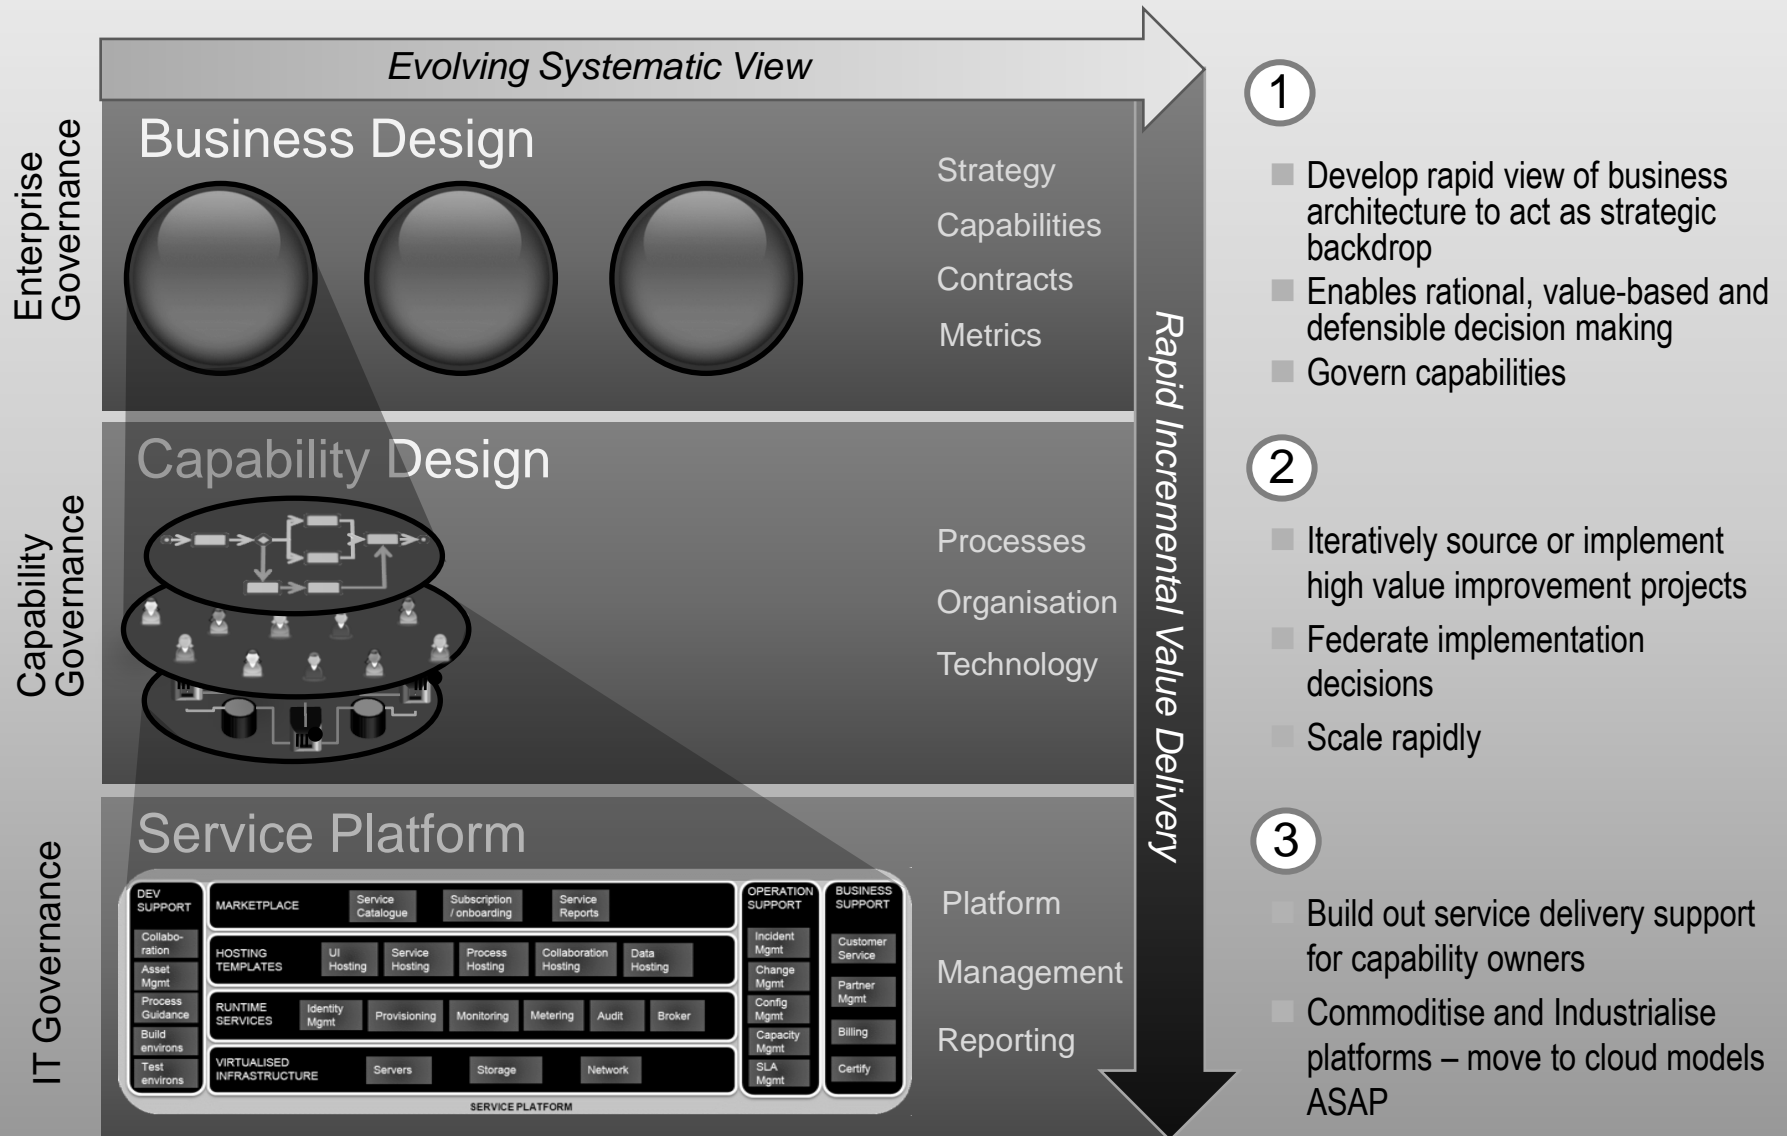 Evolving Systematic View
Enterprise
Governance
Business Design
Strategy
Capabilities
Contracts
Metrics
Capability
Governance
Capability Design
Processes
Organisation
Technology
IT Governance
Service Platform
DEV
SUPPORT
Collabo-
ration
Asset
Mgmt
Process
Guidance
Build
environs
Test
environs
MARKETPLACE
Service
Catalogue
Subscription
/ onboarding
Service
Reports
HOSTING
TEMPLATES
UI
Hosting
Service
Hosting
Process
Hosting
Collaboration
Hosting
Data
Hosting
RUNTIME
SERVICES
Identity
Mgmt
Provisioning
Monitoring
Metering
Audit
Broker
VIRTUALISED
INFRASTRUCTURE
Servers
Storage
Network
OPERATION
SUPPORT
Incident
Mgmt
Change
Mgmt
Config
Mgmt
Capacity
Mgmt
SLA
Mgmt
BUSINESS
SUPPORT
Customer
Service
Partner
Mgmt
Billing
Certify
SERVICE PLATFORM
Platform
Management
Reporting
Rapid Incremental Value Delivery
1
Develop rapid view of business
architecture to act as strategic
backdrop
Enables rational, value-based and
defensible decision making
Govern capabilities
2
Iteratively source or implement
high value improvement projects
Federate implementation
decisions
Scale rapidly
3
Build out service delivery support
for capability owners
Commoditise and Industrialise
platforms – move to cloud models
ASAP